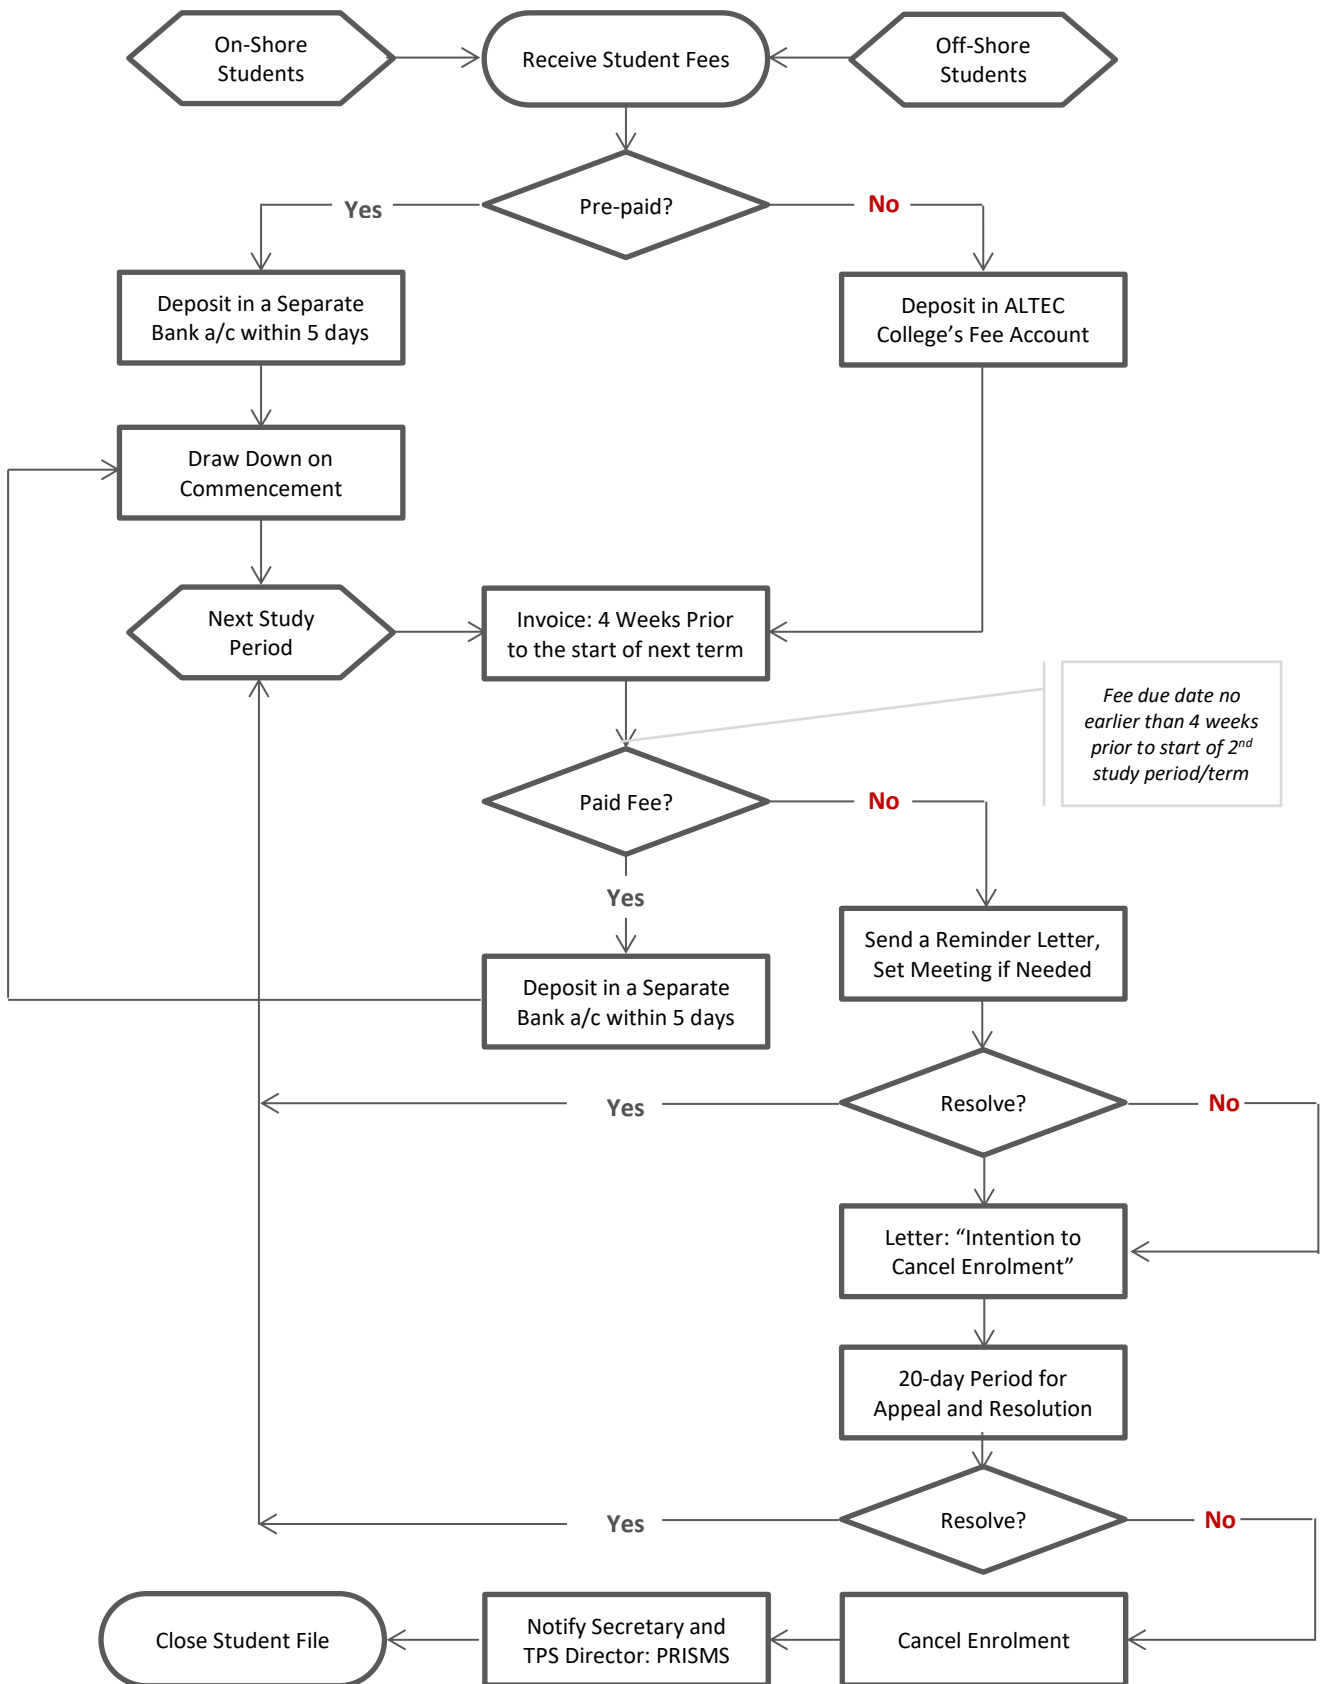 On-Shore
Students
Receive Student Fees
Off-Shore
Students
Pre-paid?
Yes
No
Deposit in a Separate
Bank a/c within 5 days
Deposit in ALTEC
College’s Fee Account
Draw Down on
Commencement
Next Study
Period
Invoice: 4 Weeks Prior
to the start of next term
Fee due date no
earlier than 4 weeks
prior to start of 2nd
study period/term
Paid Fee?
No
Yes
Send a Reminder Letter,
Set Meeting if Needed
Deposit in a Separate
Bank a/c within 5 days
Resolve?
Yes
No
Letter: “Intention to
Cancel Enrolment”
20-day Period for
Appeal and Resolution
Resolve?
Yes
No
Close Student File
Notify Secretary and
TPS Director: PRISMS
Cancel Enrolment